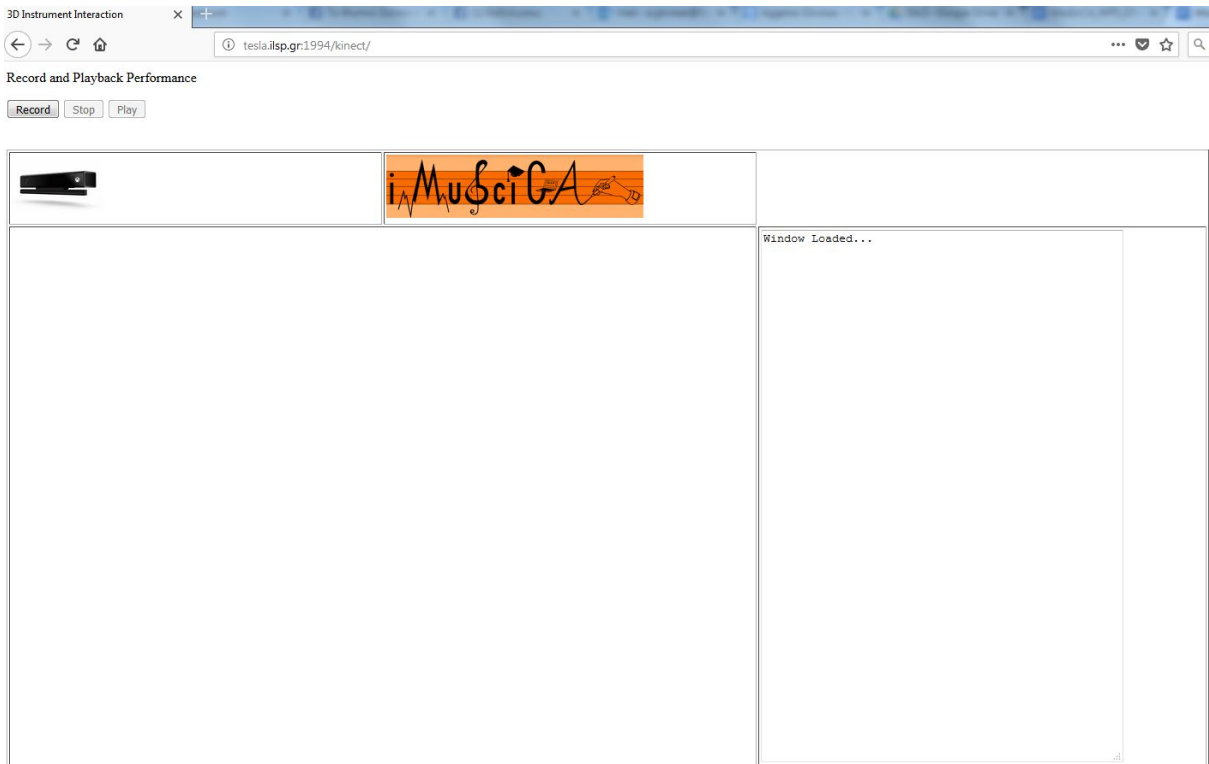 3D Instrument Interaction
tesla.ilsp.gr:1994/kinect/
Record and Playback Performance
Record Stop Play
iMuSciCA
Window Loaded...